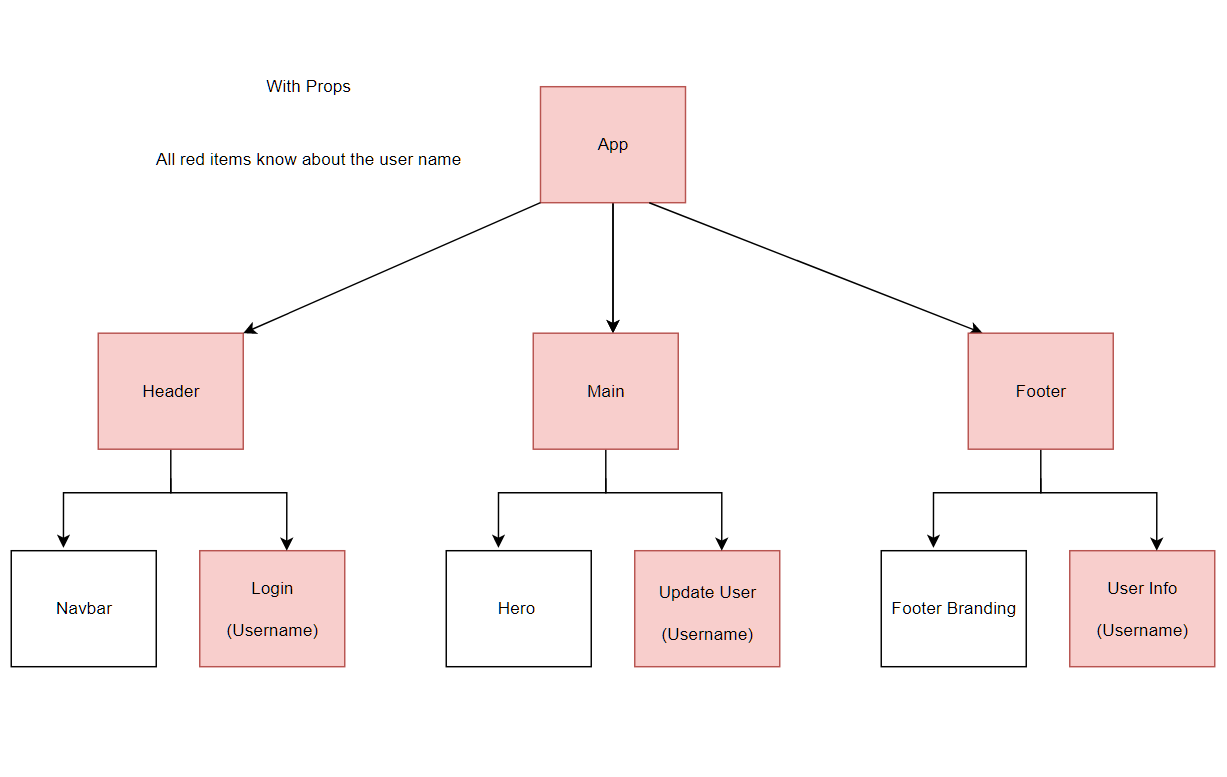 With Props
All red items know about the user name
App
Header
Main
Footer
Navbar
Login
(Username)
Hero
Update User
(Username)
Footer Branding
User Info
(Username)